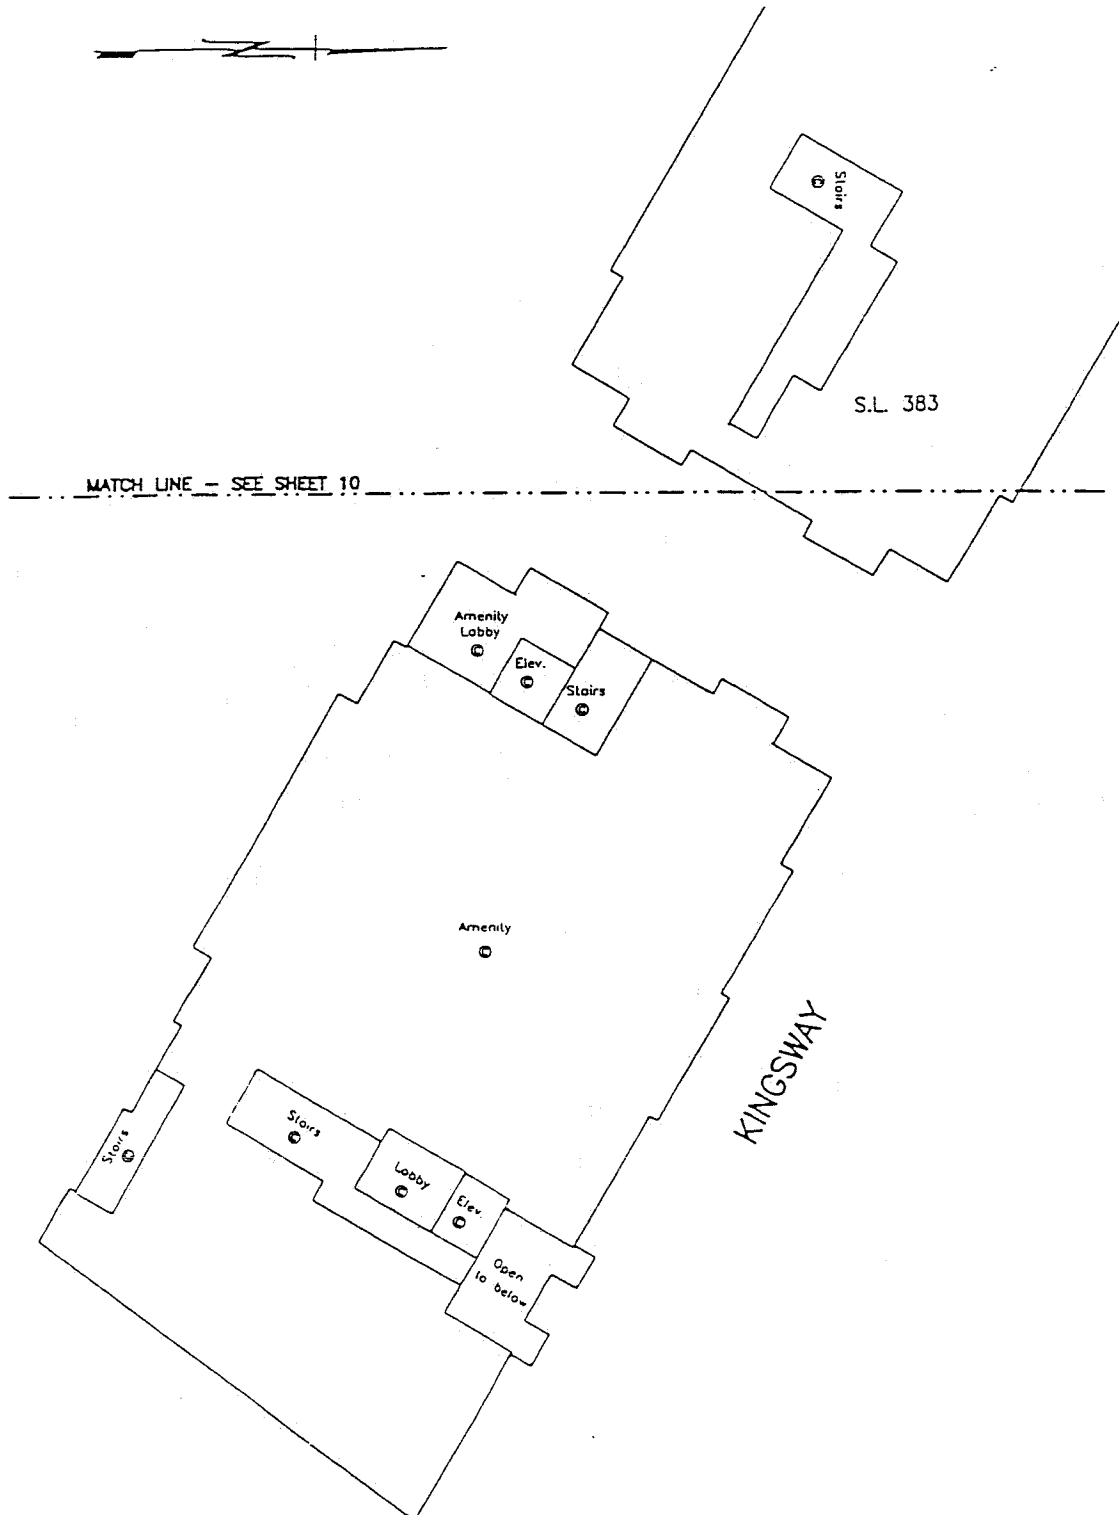 N
Stairs
©
S.L. 383
MATCH LINE – SEE SHEET 10
Amenity
Lobby
©
Elev.
©
Stairs
©
Amenity
©
KINGSWAY
Stairs
©
Stairs
©
Lobby
©
Elev.
©
Open
to below